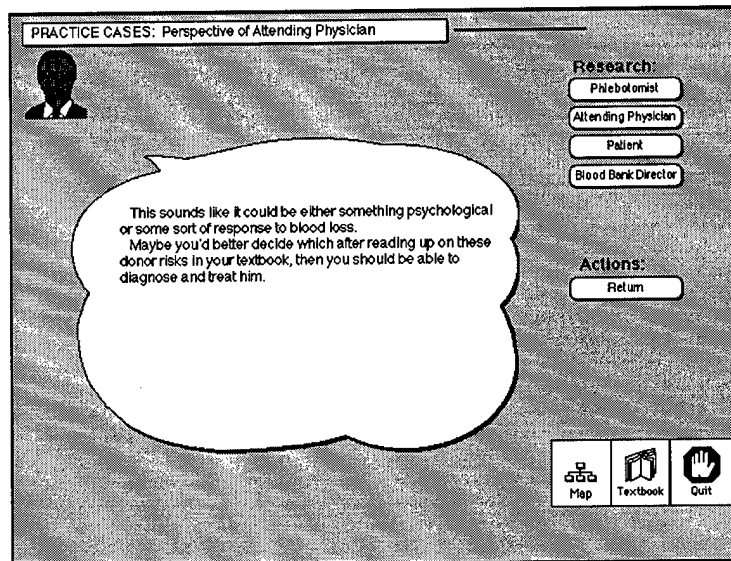 PRACTICE CASES: Perspective of Attending Physician
Research:
Phlebotomist
Attending Physician
Patient
Blood Bank Director
This sounds like it could be either something psychological
or some sort of response to blood loss.
Maybe you'd better decide which after reading up on these
donor risks in your textbook, then you should be able to
diagnose and treat him.
Actions:
Return
Map
Textbook
Quit